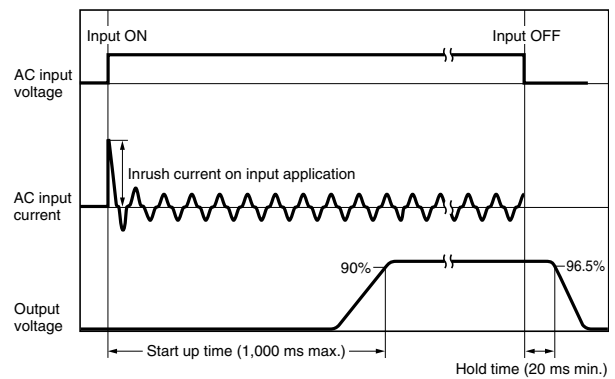 Input ON
Input OFF
AC input
voltage
Inrush current on input application
AC input
current
90%
96.5%
Output
voltage
Start up time (1,000 ms max.)
Hold time (20 ms min.)